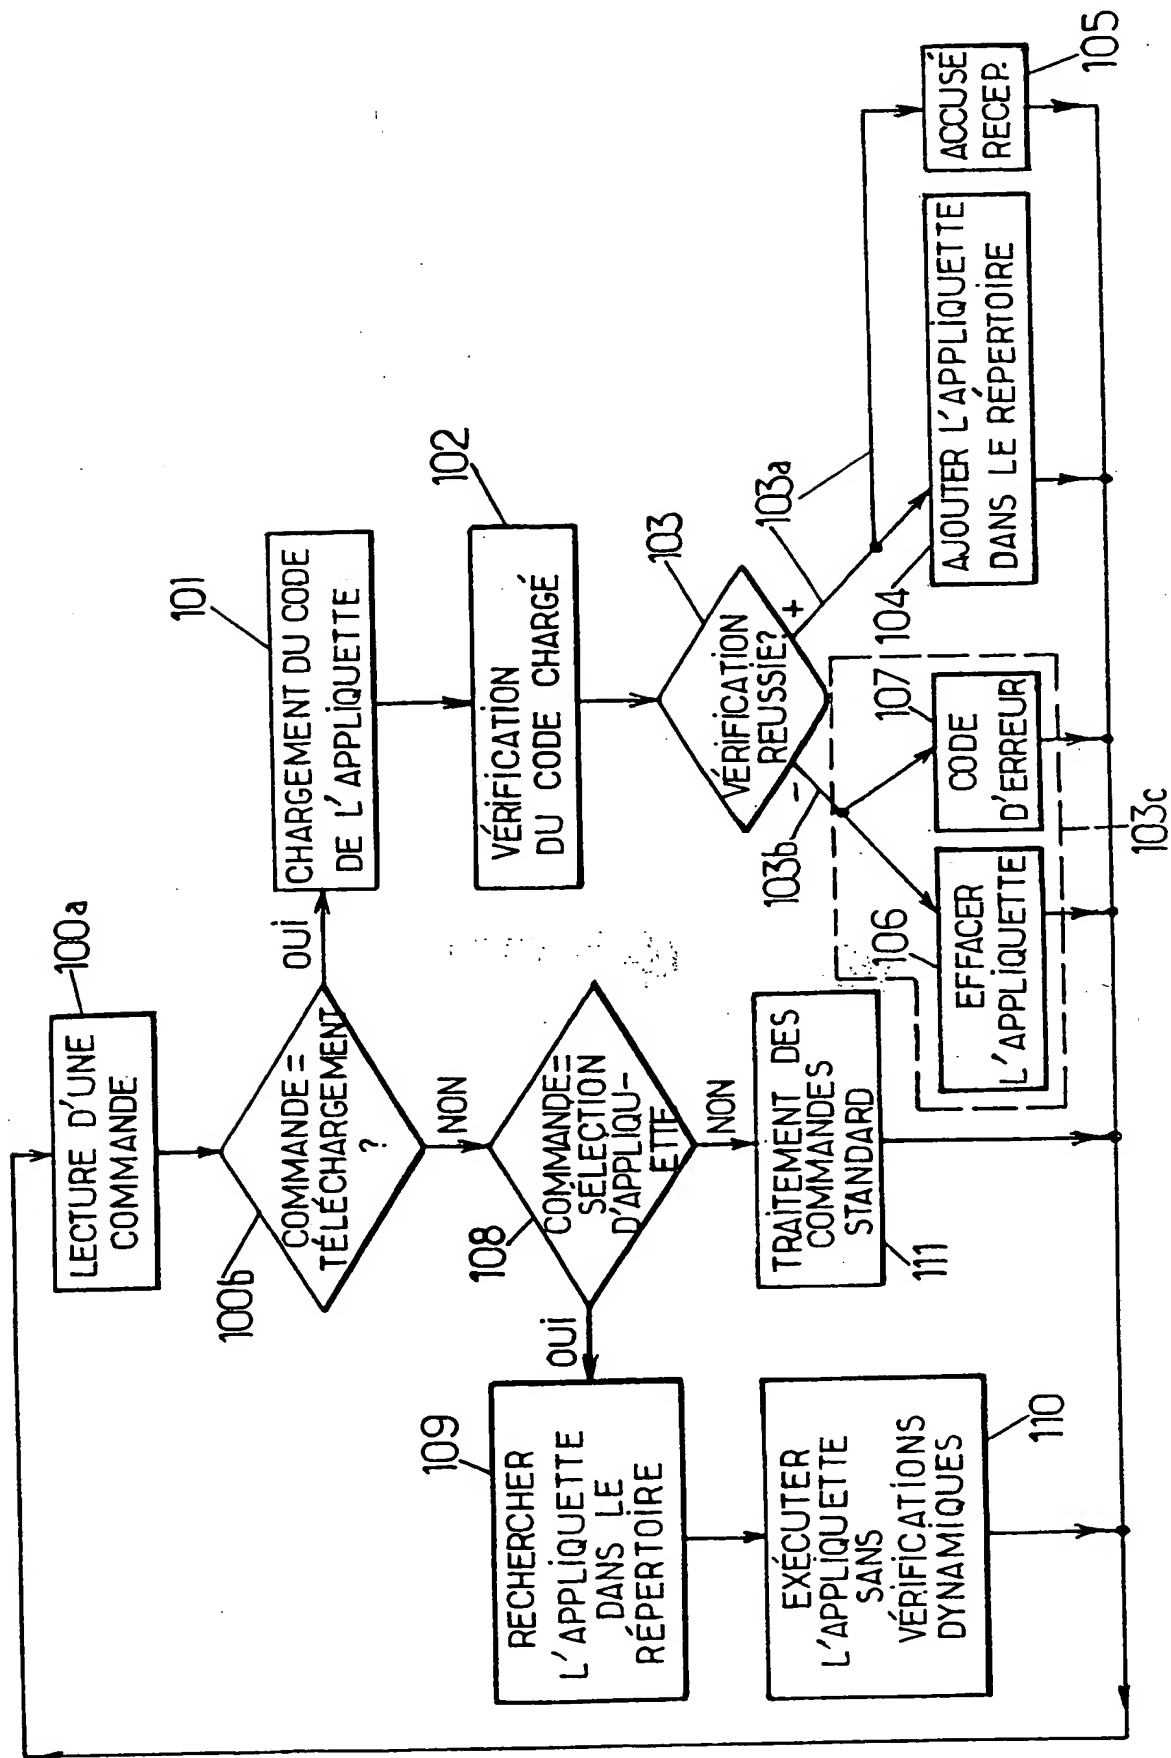 100a
LECTURE D'UNE
COMMANDE
100b
COMMANDE =
TÉLÉCHARGEMENT
?
OUI
NON
101
CHARGEMENT DU CODE
DE L'APPLIQUETTE
102
VÉRIFICATION
DU CODE CHARGÉ
103
VÉRIFICATION
REUSSIE?
+
-
103a
103a
103b
104
AJOUTER L'APPLIQUETTE
DANS LE RÉPERTOIRE
105
ACCUSÉ
RECEP.
106
EFFACER
L'APPLIQUETTE
107
CODE
D'ERREUR
103c
108
COMMANDE=
SÉLECTION
D'APPLIQU-
ETTE
OUI
NON
109
RECHERCHER
L'APPLIQUETTE
DANS LE
RÉPERTOIRE
110
EXÉCUTER
L'APPLIQUETTE
SANS
VÉRIFICATIONS
DYNAMIQUES
TRAITEMENT DES
COMMANDES
STANDARD
111